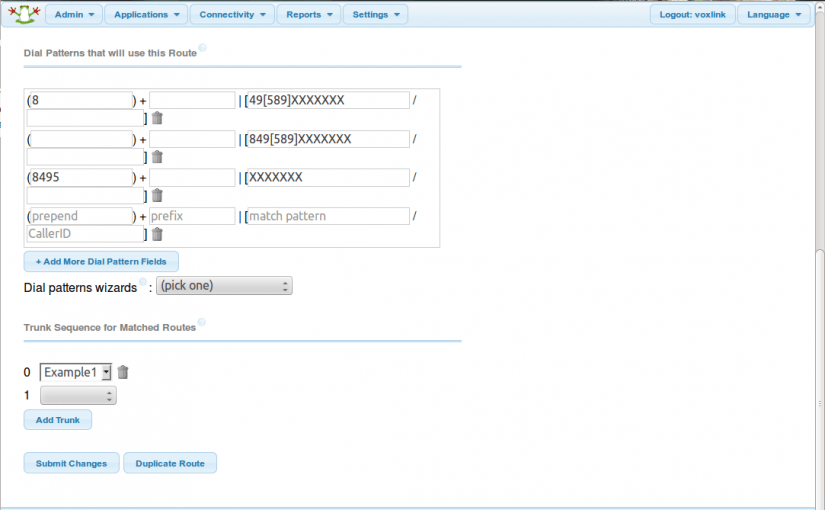 Admin Applications Connectivity Reports Settings Logout: voxlink Language
Dial Patterns that will use this Route
(8 ) + | [49[589]XXXXXXX /
]
( ) + | [849[589]XXXXXXX /
]
(8495 ) + | [XXXXXXX /
]
(prepend ) + prefix | [match pattern /
CallerID ]
+ Add More Dial Pattern Fields
Dial patterns wizards : (pick one)
Trunk Sequence for Matched Routes
0 Example1
1
Add Trunk
Submit Changes Duplicate Route